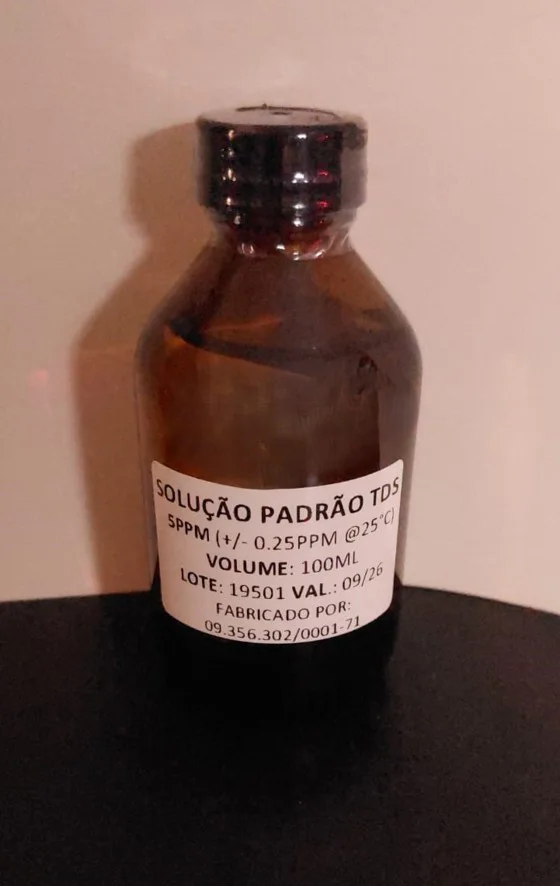 SOLUÇÃO PADRÃO TDS
5PPM (+/- 0.25PPM @25°C)
VOLUME: 100ML
LOTE: 19501 VAL.: 09/26
FABRICADO POR:
09.356.302/0001-71